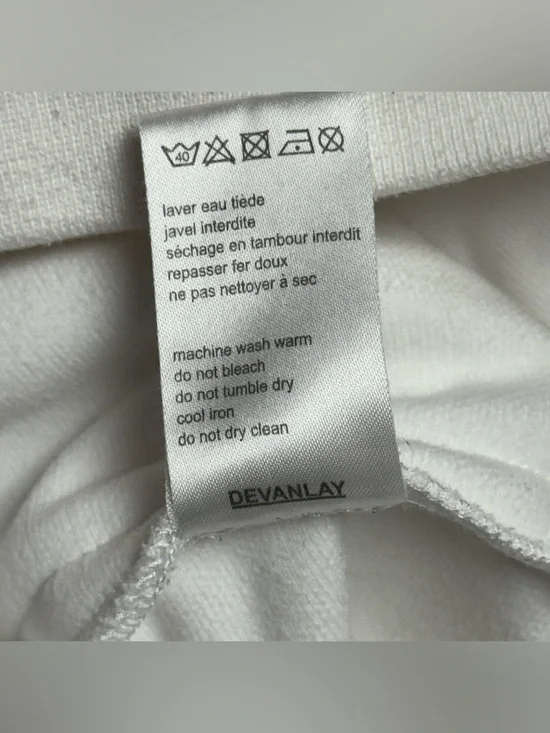 40
laver eau tiède
javel interdite
séchage en tambour interdit
repasser fer doux
ne pas nettoyer à sec
machine wash warm
do not bleach
do not tumble dry
cool iron
do not dry clean
DEVANLAY